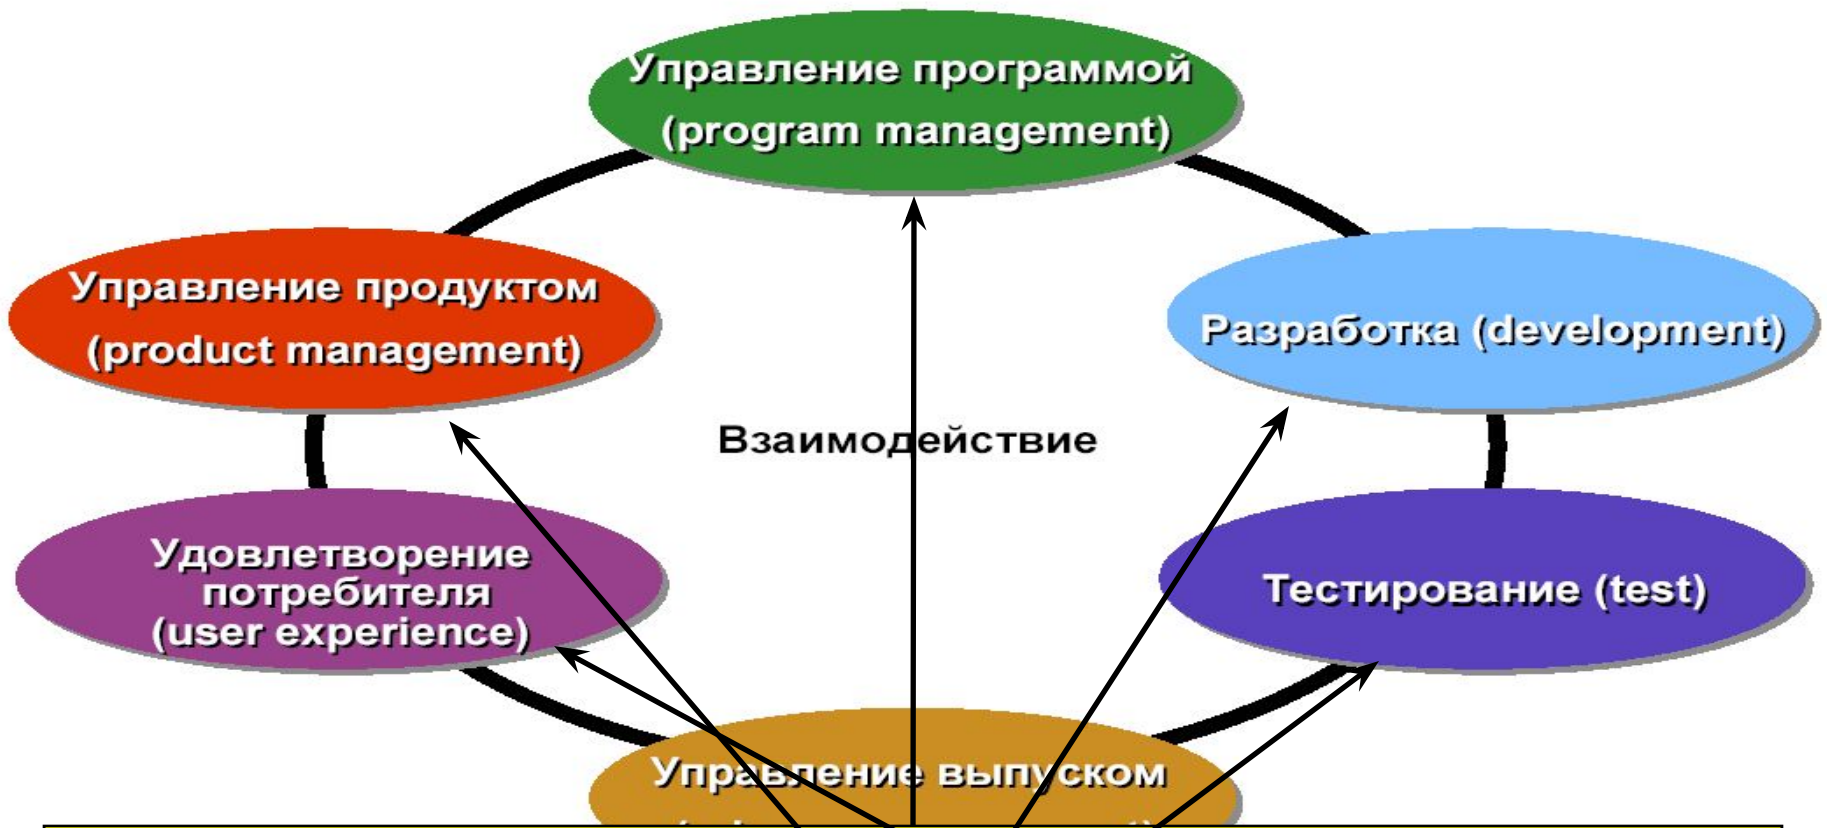 Управление программой
(program management)
Управление продуктом
(product management)
Разработка (development)
Взаимодействие
Удовлетворение
потребителя
(user experience)
Тестирование (test)
Управление выпуском